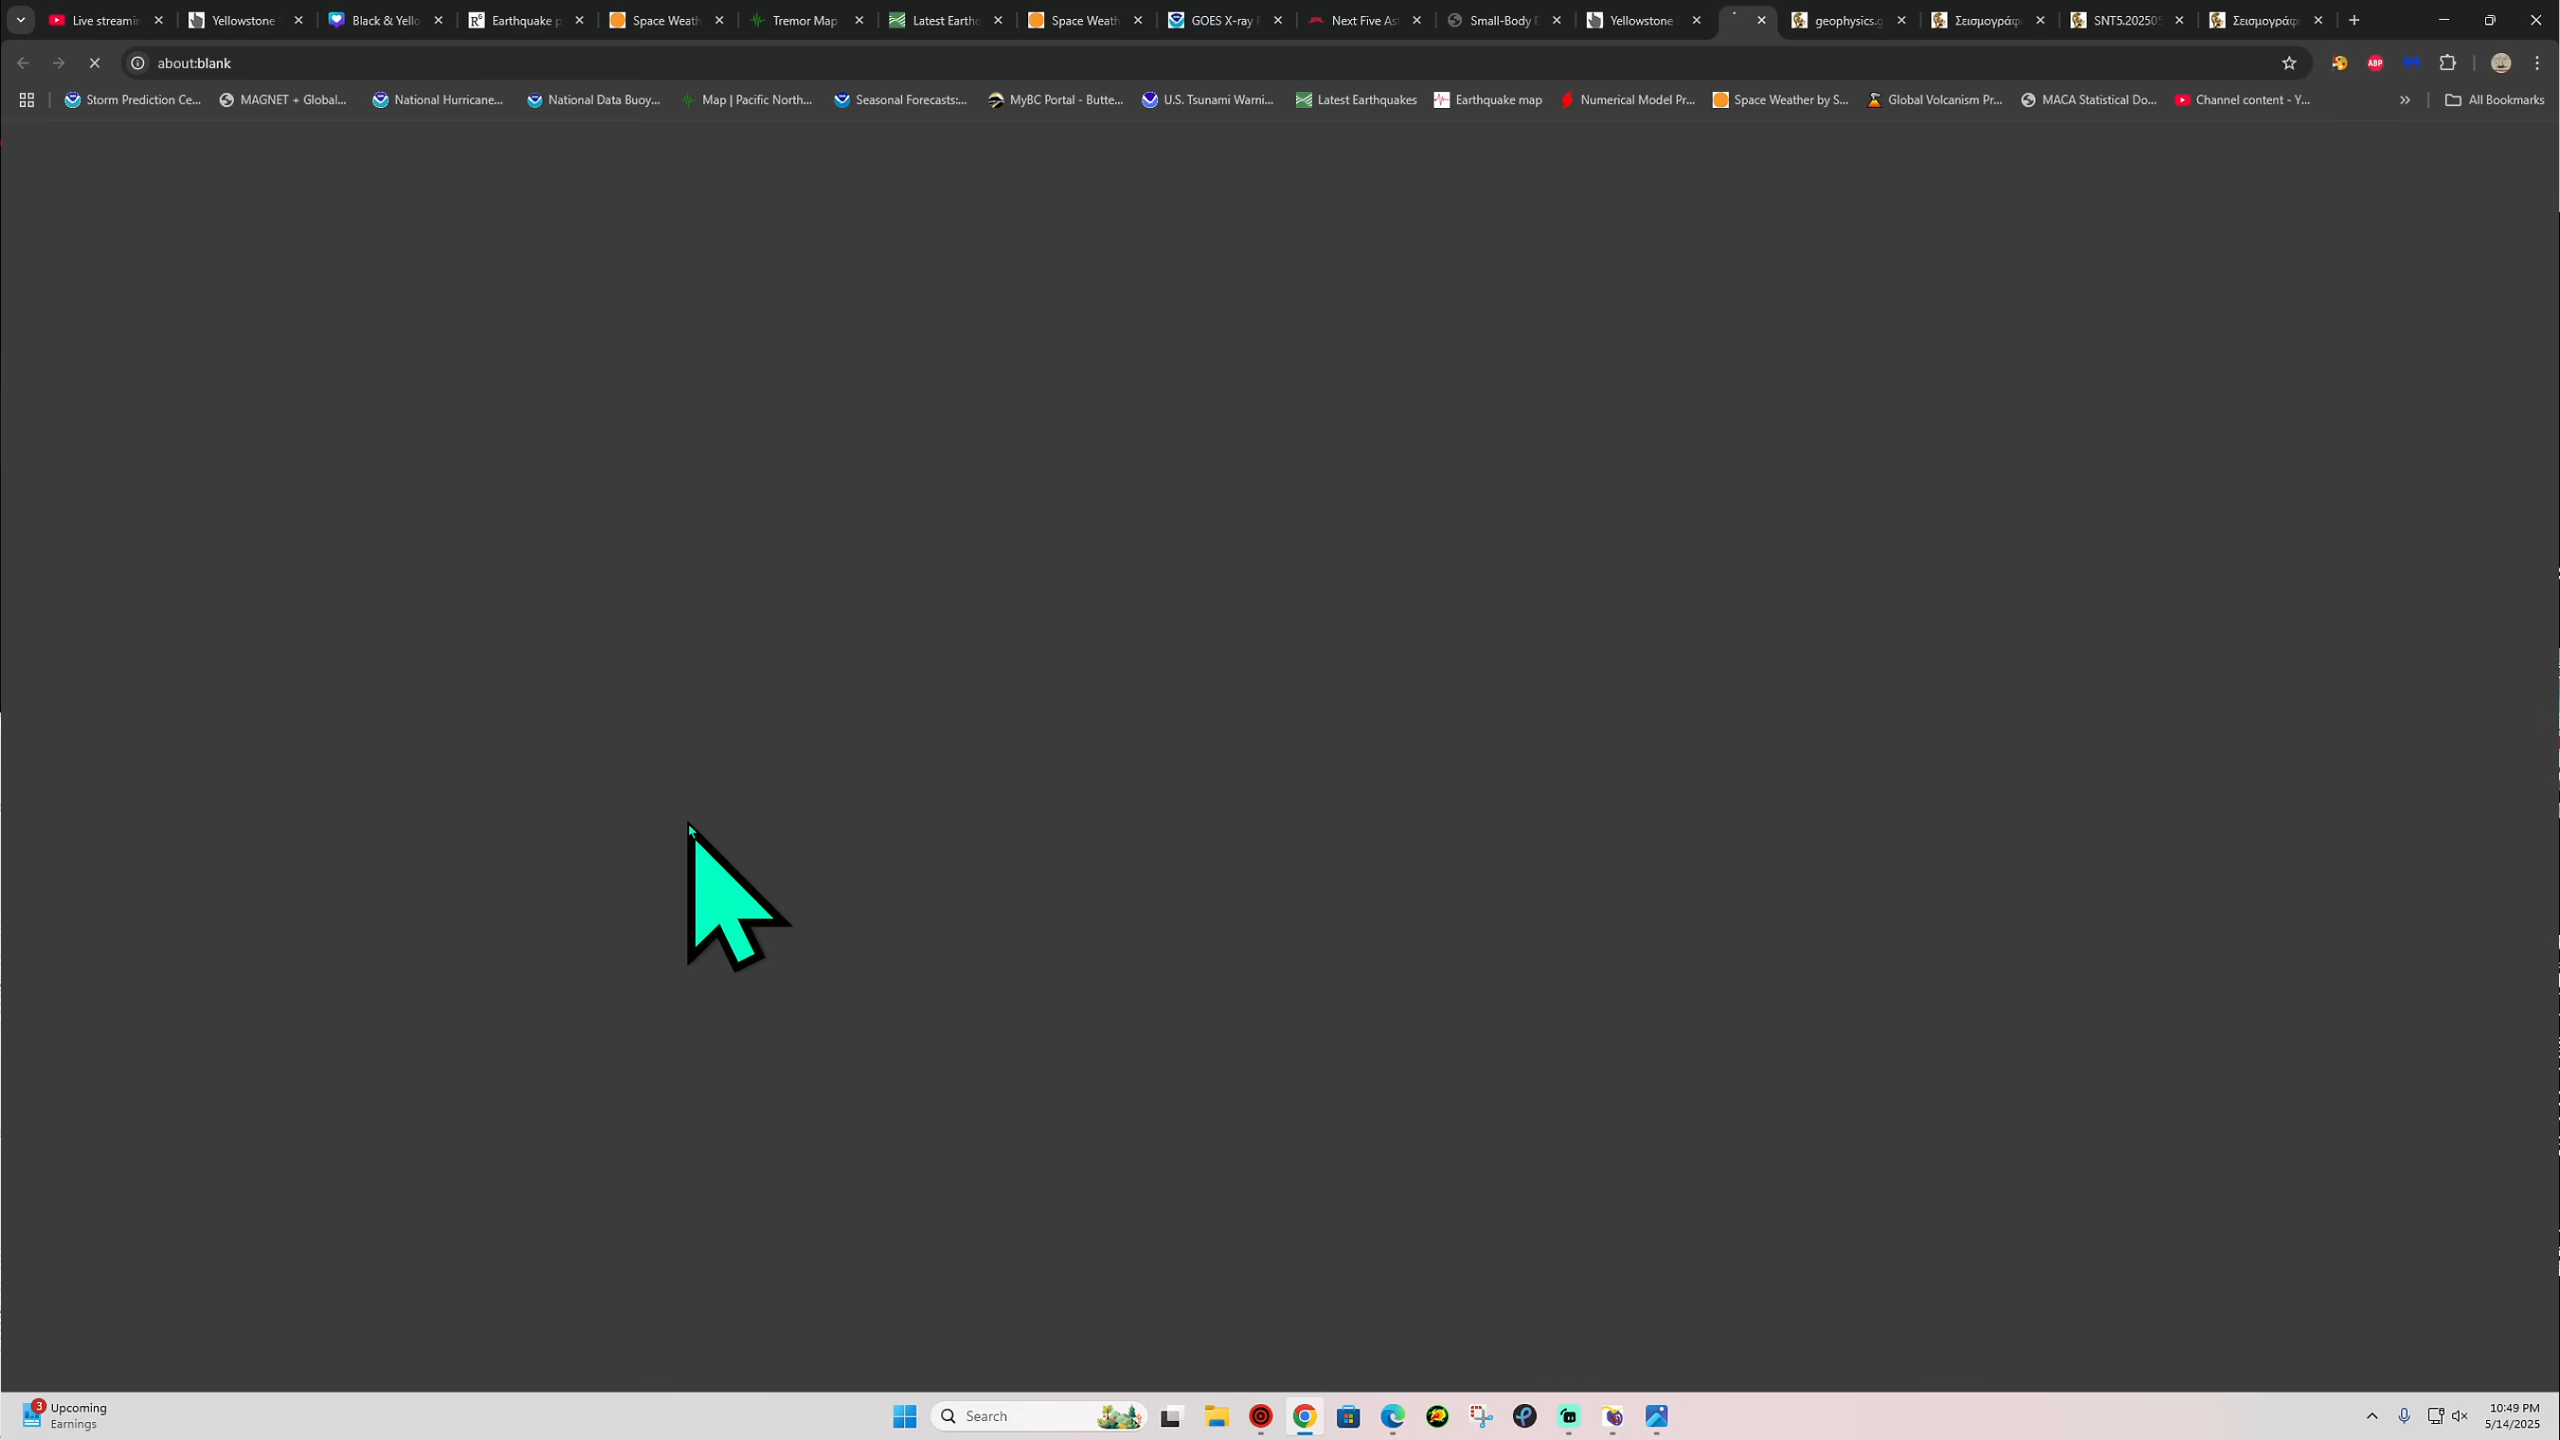 Live streamin
Yellowstone
Black & Yello
Earthquake p
Space Weath
Tremor Map
Latest Eartho
Space Weath
GOES X-ray
Next Five As
Small-Body D
Yellowstone
geophysics.g
Σεισμογράφ
SNT5.202505
Σεισμογράφ
about:blank
ABP
Storm Prediction Ce...
MAGNET + Global...
National Hurricane...
National Data Buoy...
Map | Pacific North...
Seasonal Forecasts:...
MyBC Portal - Butte...
U.S. Tsunami Warni...
Latest Earthquakes
Earthquake map
Numerical Model Pr...
Space Weather by S...
Global Volcanism Pr...
MACA Statistical Do...
Channel content - Y...
All Bookmarks
3
Upcoming
Earnings
Search
10:49 PM
5/14/2025